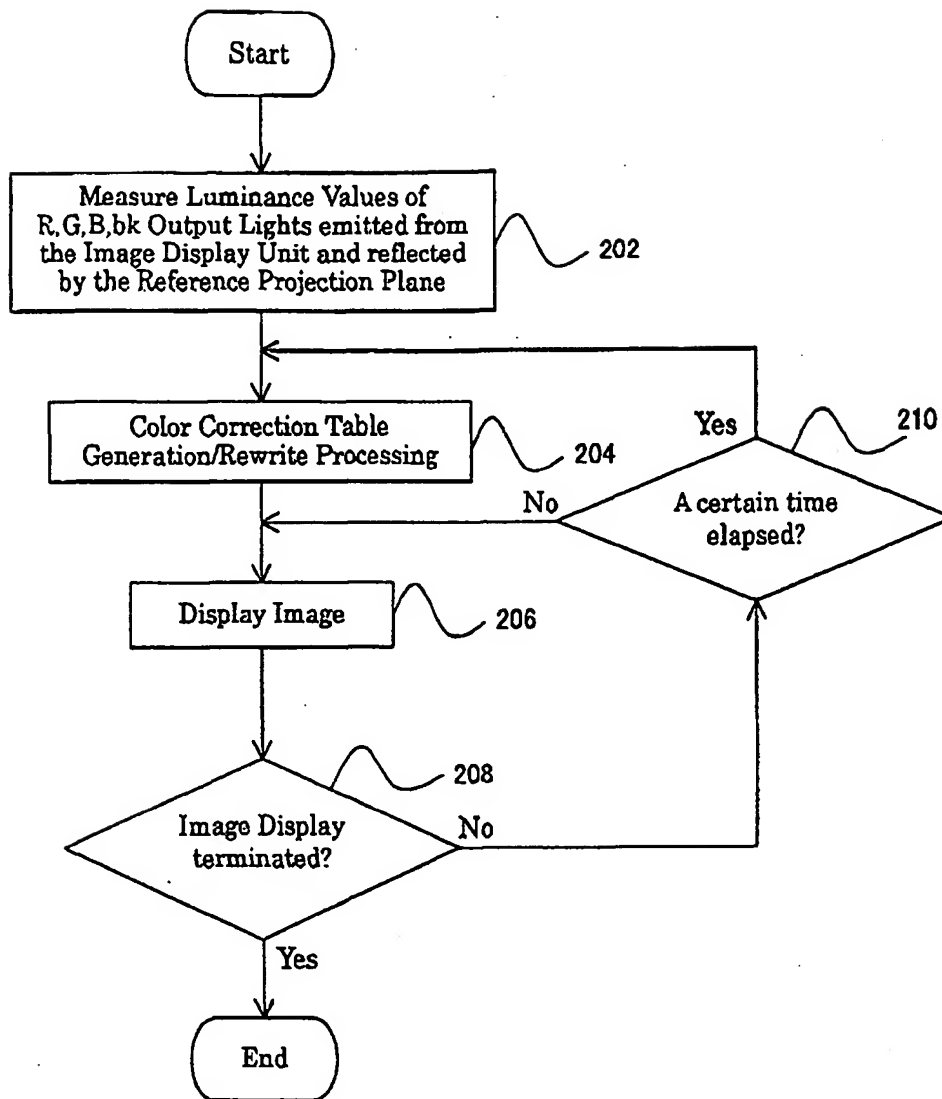 Start
Measure Luminance Values of
R,G,B,bk Output Lights emitted from
the Image Display Unit and reflected
by the Reference Projection Plane
202
Color Correction Table
Generation/Rewrite Processing
204
Yes
210
No
A certain time
elapsed?
Display Image
206
208
Image Display
terminated?
No
Yes
End